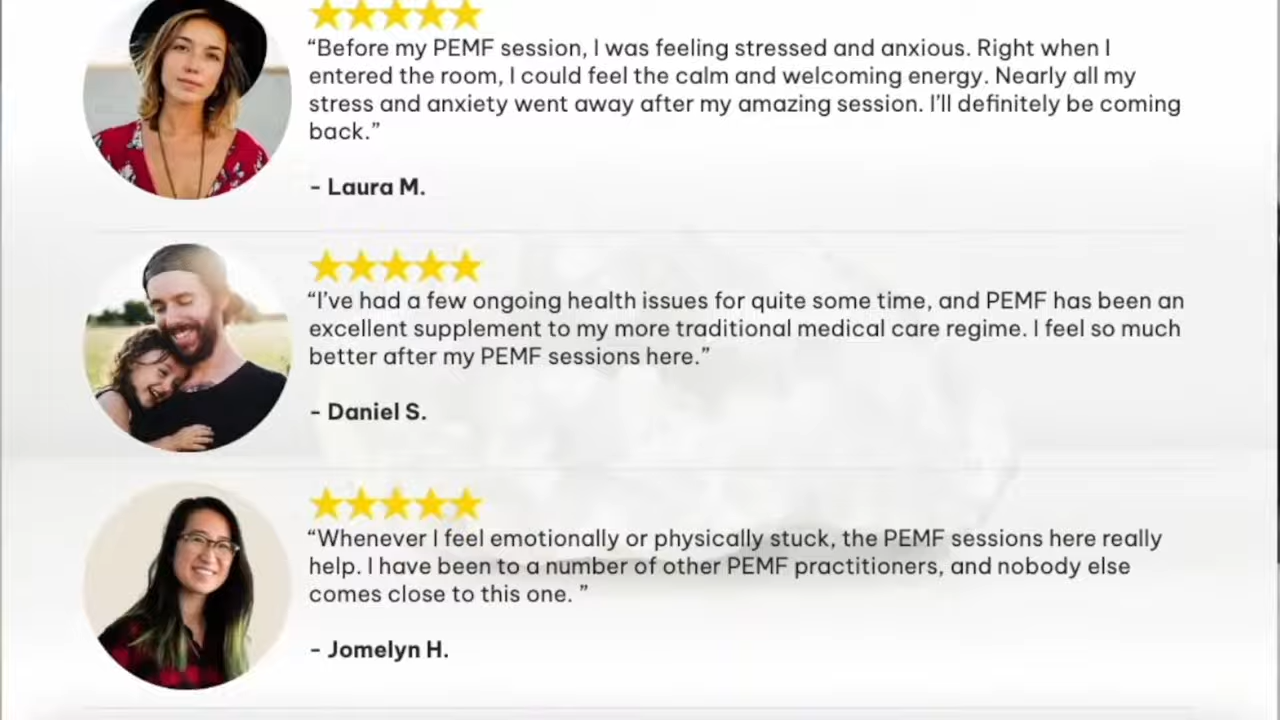 “Before my PEMF session, I was feeling stressed and anxious. Right when I
entered the room, I could feel the calm and welcoming energy. Nearly all my
stress and anxiety went away after my amazing session. I’ll definitely be coming
back.”
- Laura M.
“I’ve had a few ongoing health issues for quite some time, and PEMF has been an
excellent supplement to my more traditional medical care regime. I feel so much
better after my PEMF sessions here.”
- Daniel S.
“Whenever I feel emotionally or physically stuck, the PEMF sessions here really
help. I have been to a number of other PEMF practitioners, and nobody else
comes close to this one. ”
- Jomelyn H.